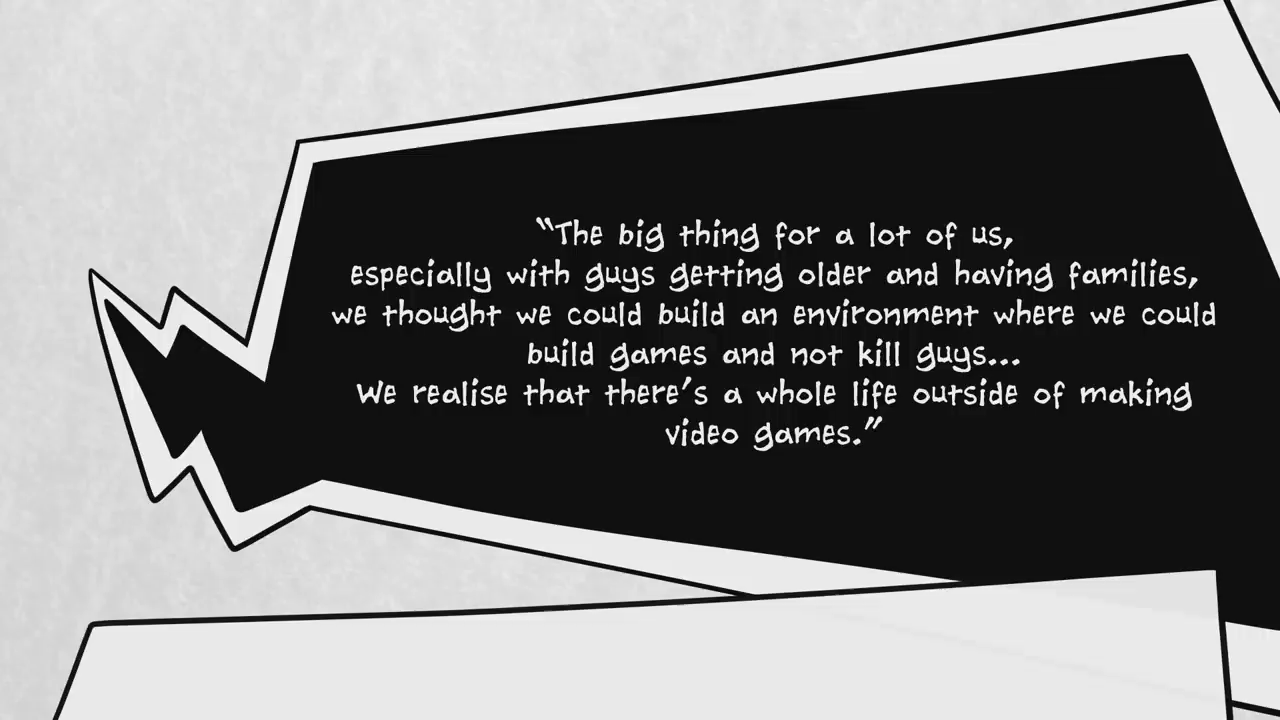 “The big thing for a lot of us,
especially with guys getting older and having families,
we thought we could build an environment where we could
build games and not kill guys...
We realise that there’s a whole life outside of making
video games.”